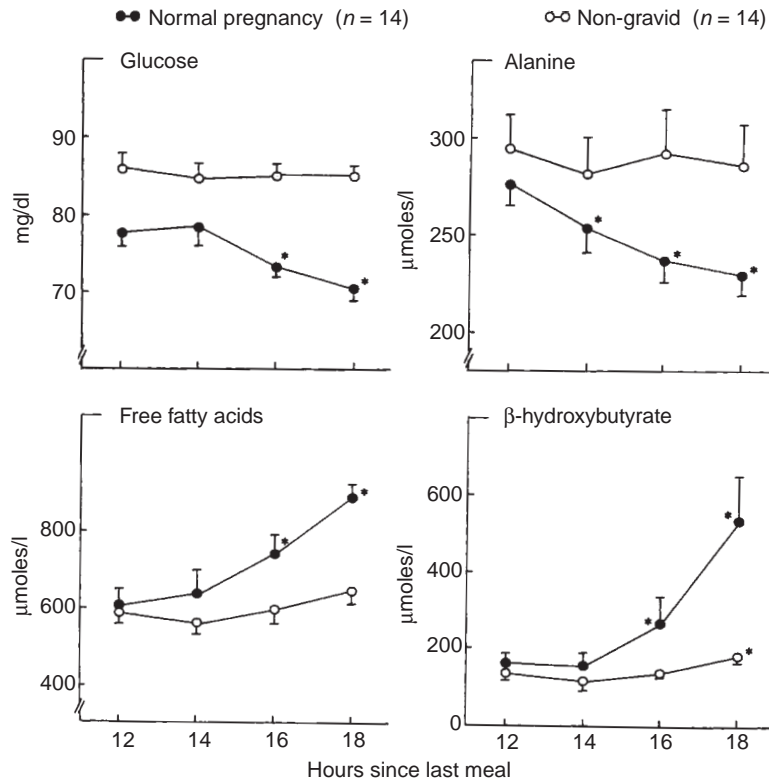 Normal pregnancy (n = 14)
Non-gravid (n = 14)
Glucose
90
80
70
mg/dl
*
*
Alanine
300
250
200
μmoles/l
*
*
*
Free fatty acids
800
600
400
μmoles/l
*
*
12 14 16 18
β-hydroxybutyrate
600
400
200
0
μmoles/l
*
*
*
12 14 16 18
Hours since last meal